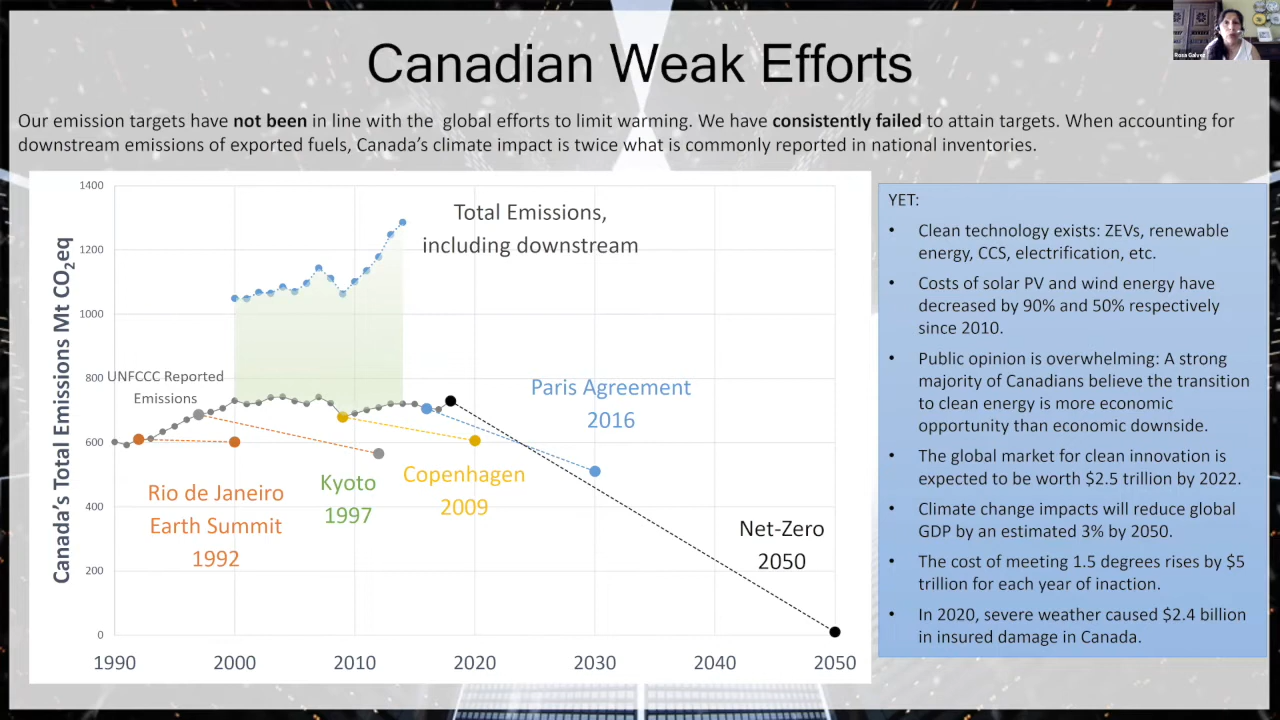 Canadian Weak Efforts
Our emission targets have not been in line with the global efforts to limit warming. We have consistently failed to attain targets. When accounting for
downstream emissions of exported fuels, Canada's climate impact is twice what is commonly reported in national inventories.
Canada's Total Emissions Mt CO₂eq
1400
1200
1000
800
600
400
200
0
1990
2000
2010
2020
2030
2040
2050
Total Emissions,
including downstream
UNFCCC Reported
Emissions
Rio de Janeiro
Earth Summit
1992
Kyoto
1997
Copenhagen
2009
Paris Agreement
2016
Net-Zero
2050
YET:
• Clean technology exists: ZEVs, renewable
energy, CCS, electrification, etc.
• Costs of solar PV and wind energy have
decreased by 90% and 50% respectively
since 2010.
• Public opinion is overwhelming: A strong
majority of Canadians believe the transition
to clean energy is more economic
opportunity than economic downside.
• The global market for clean innovation is
expected to be worth $2.5 trillion by 2022.
• Climate change impacts will reduce global
GDP by an estimated 3% by 2050.
• The cost of meeting 1.5 degrees rises by $5
trillion for each year of inaction.
• In 2020, severe weather caused $2.4 billion
in insured damage in Canada.
Rosa Galvez